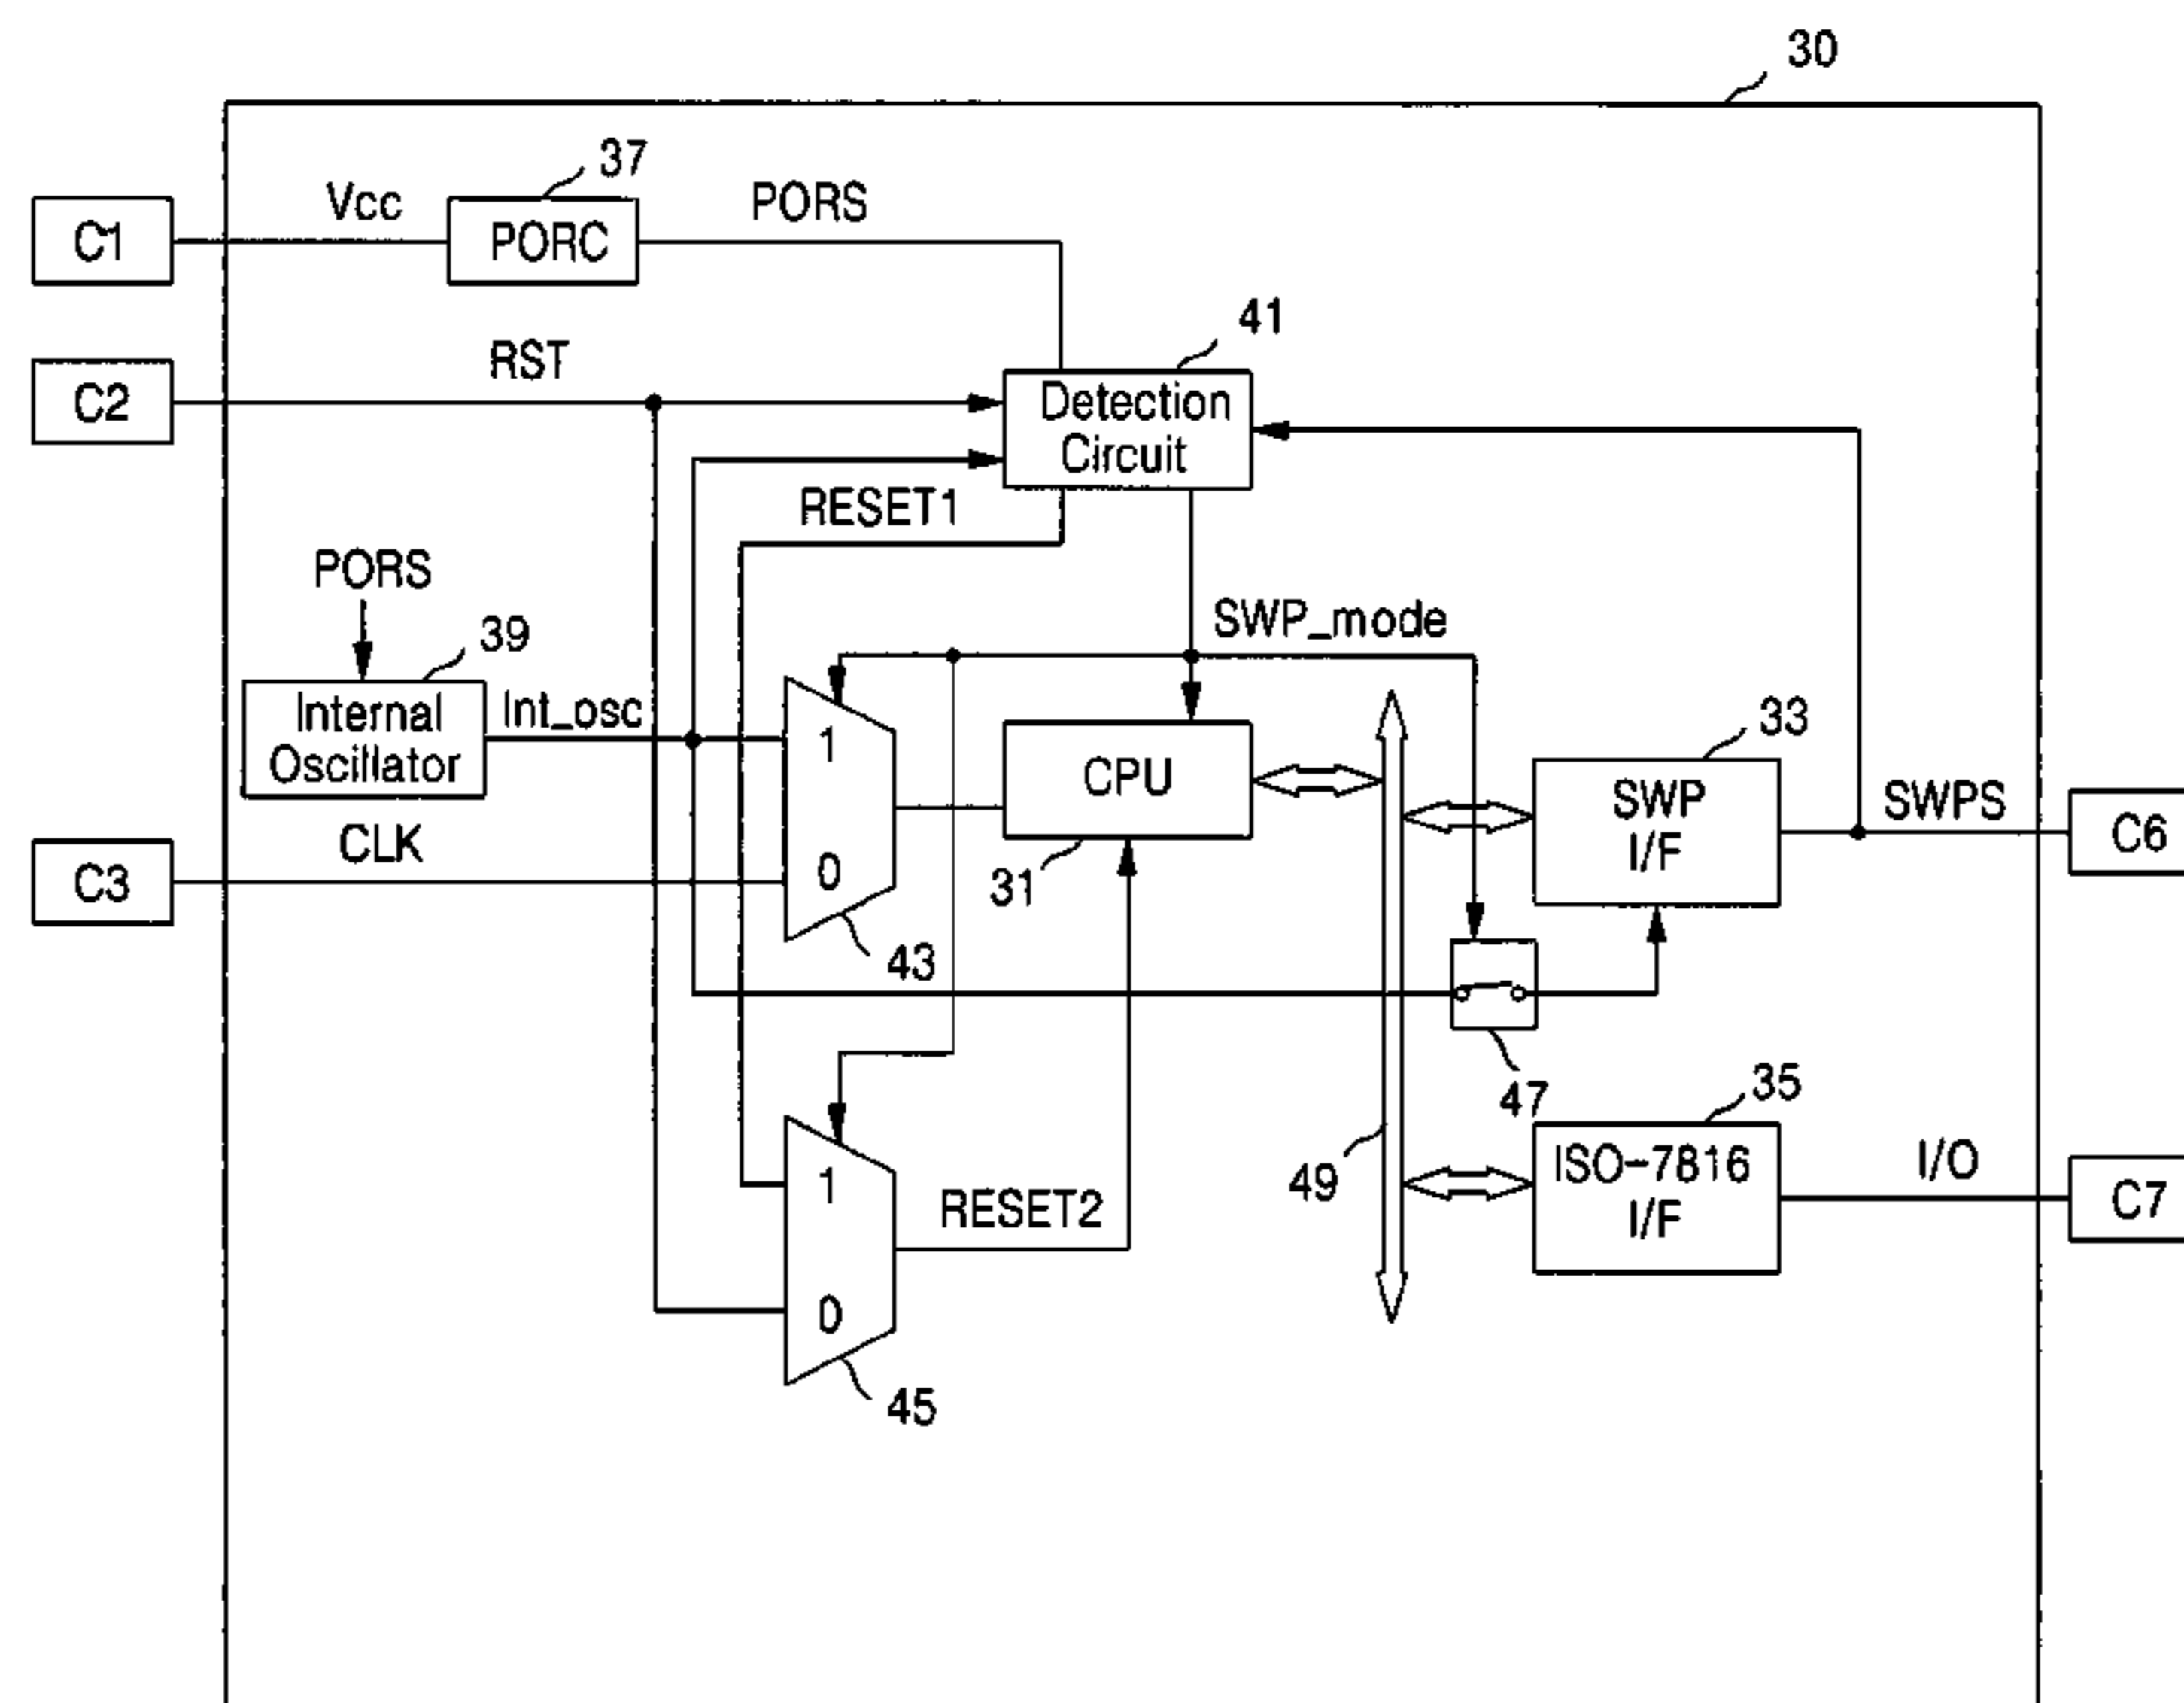 30
37
Vcc
PORS
C1
PORC
41
RST
C2
Detection
Circuit
RESET1
PORS
SWP_mode
39
Int_osc
Internal
Oscillator
1
CPU
33
SWP
I/F
SWPS
C6
CLK
C3
0
31
43
47
35
49
ISO-7816
I/F
I/O
C7
1
RESET2
0
45